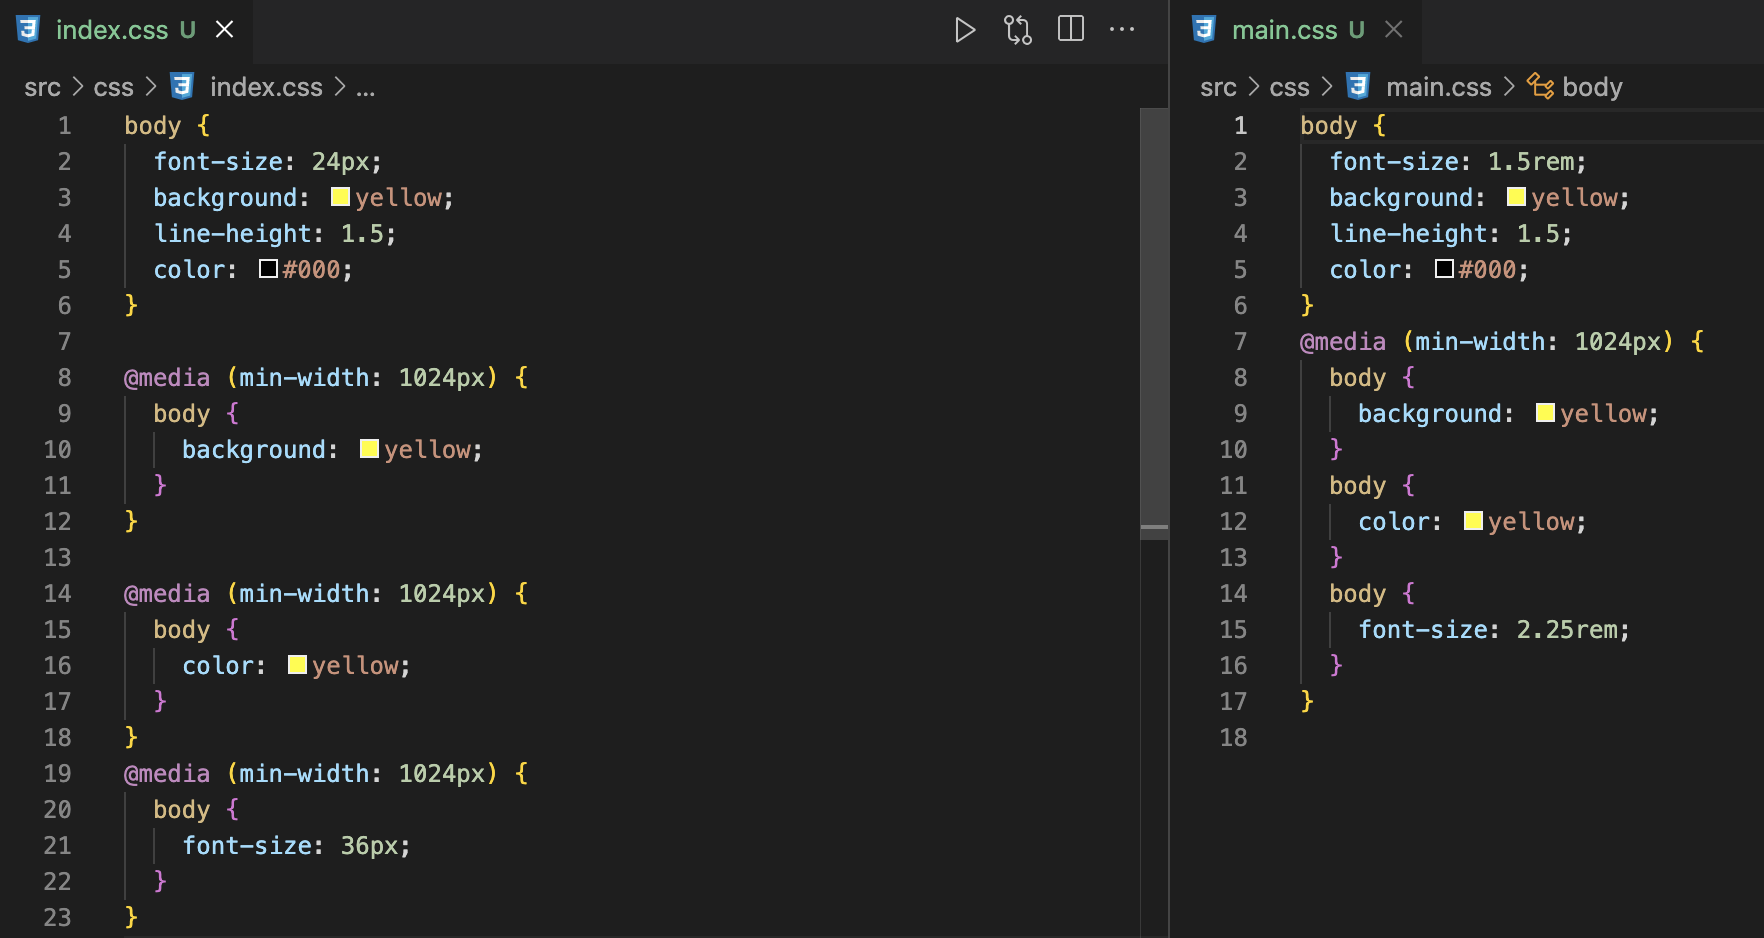 index.css U
src > css > index.css > ...
1 body {
2   font-size: 24px;
3   background: yellow;
4   line-height: 1.5;
5   color: #000;
6 }
7
8 @media (min-width: 1024px) {
9   body {
10     background: yellow;
11   }
12 }
13
14 @media (min-width: 1024px) {
15   body {
16     color: yellow;
17   }
18 }
19 @media (min-width: 1024px) {
20   body {
21     font-size: 36px;
22   }
23 }
main.css U
src > css > main.css > body
1 body {
2   font-size: 1.5rem;
3   background: yellow;
4   line-height: 1.5;
5   color: #000;
6 }
7 @media (min-width: 1024px) {
8   body {
9     background: yellow;
10   }
11   body {
12     color: yellow;
13   }
14   body {
15     font-size: 2.25rem;
16   }
17 }
18